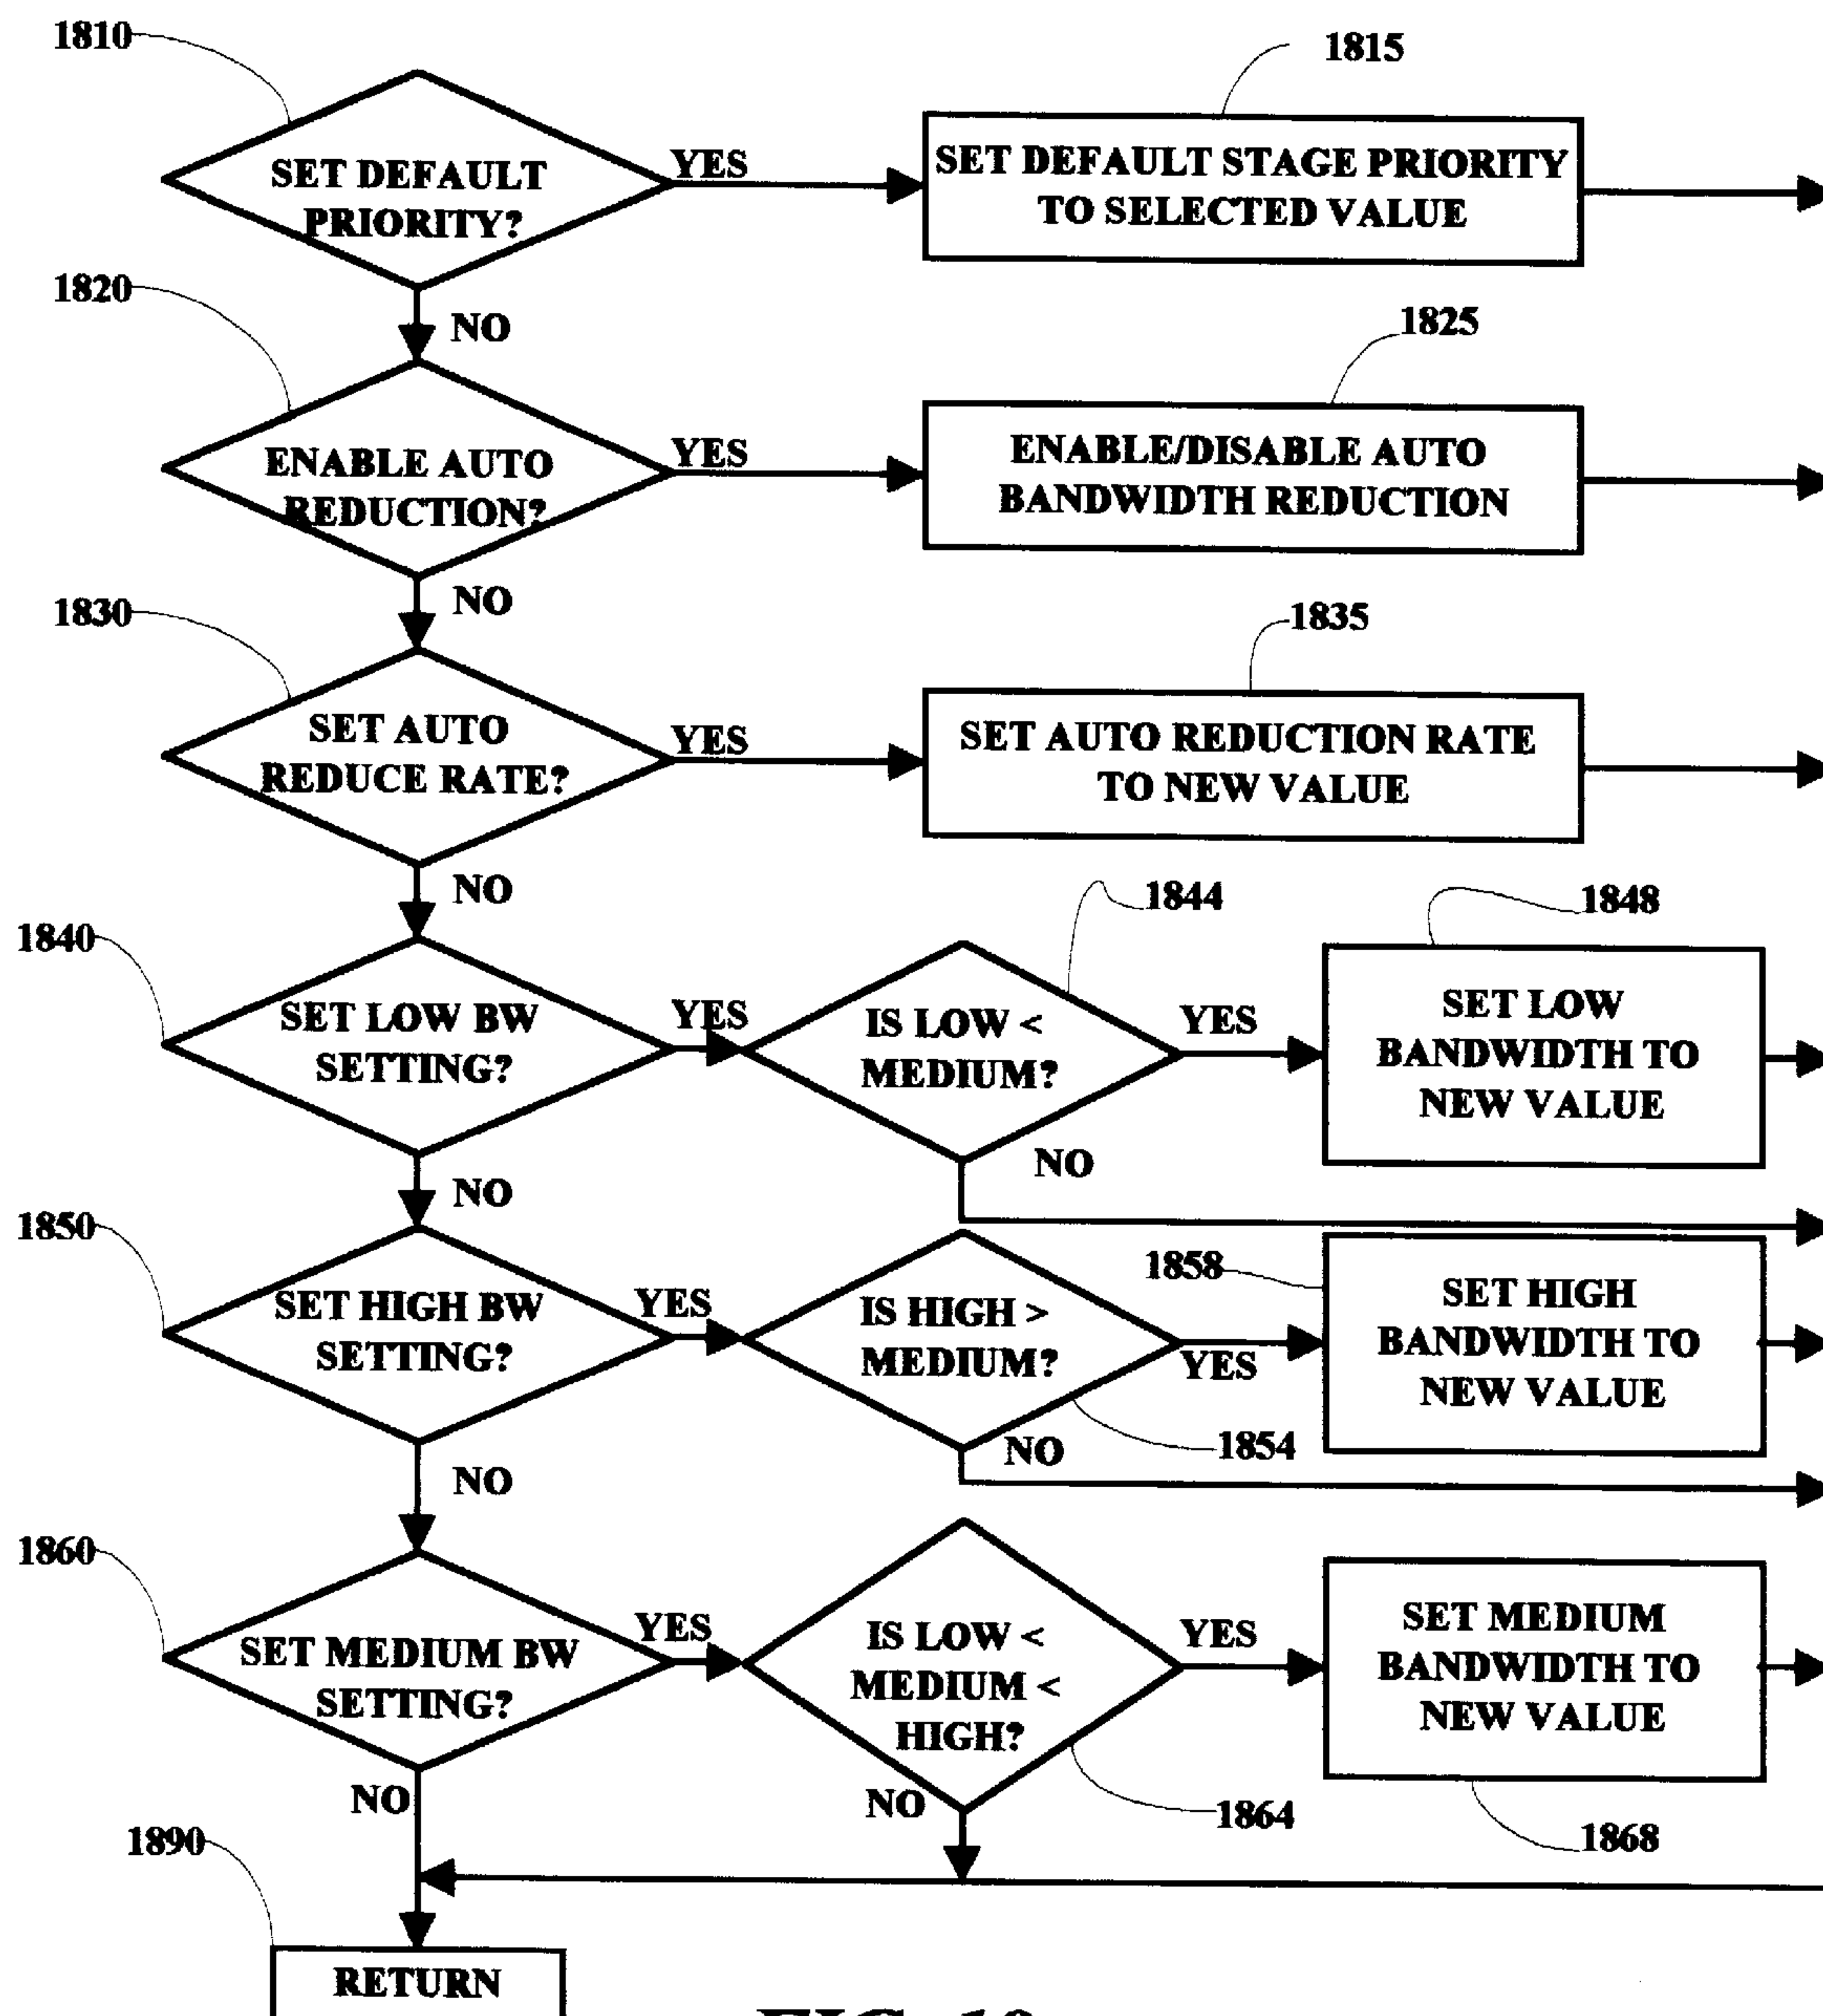 1810
1815
SET DEFAULT
PRIORITY?
YES
SET DEFAULT STAGE PRIORITY
TO SELECTED VALUE
NO
1820
1825
ENABLE AUTO
REDUCTION?
YES
ENABLE/DISABLE AUTO
BANDWIDTH REDUCTION
NO
1830
1835
SET AUTO
REDUCE RATE?
YES
SET AUTO REDUCTION RATE
TO NEW VALUE
NO
1840
1844
1848
SET LOW BW
SETTING?
YES
IS LOW <
MEDIUM?
YES
SET LOW
BANDWIDTH TO
NEW VALUE
NO
NO
1850
1858
SET HIGH BW
SETTING?
YES
IS HIGH >
MEDIUM?
YES
SET HIGH
BANDWIDTH TO
NEW VALUE
1854
NO
NO
1860
SET MEDIUM BW
SETTING?
YES
IS LOW <
MEDIUM <
HIGH?
YES
SET MEDIUM
BANDWIDTH TO
NEW VALUE
NO
NO
1864
1868
1890
RETURN
FIG.